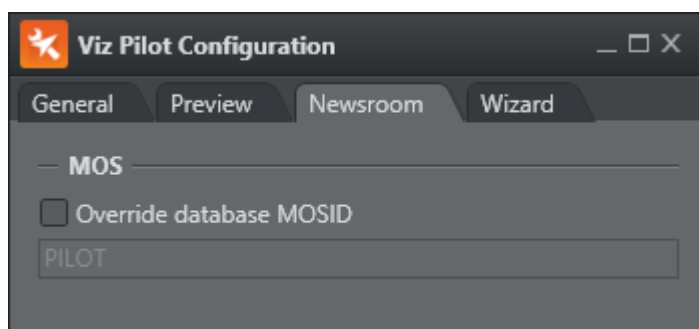 Viz Pilot Configuration
General Preview Newsroom Wizard
MOS
Override database MOSID
PILOT